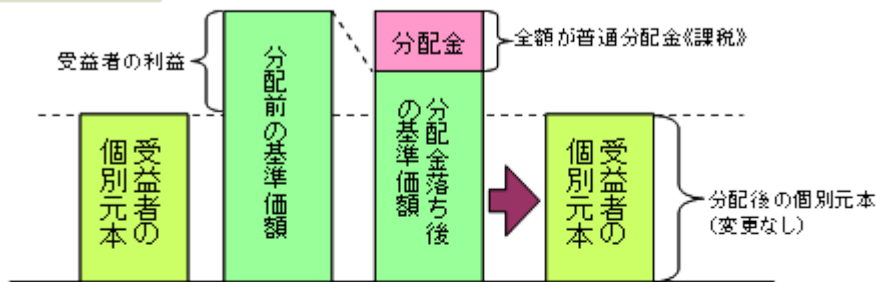 受益者の利益
分配前の基準価額
分配金
全額が普通分配金《課税》
受益者の
個別元本
分配金落ち後
の基準価額
受益者の
個別元本
分配後の個別元本
(変更なし)